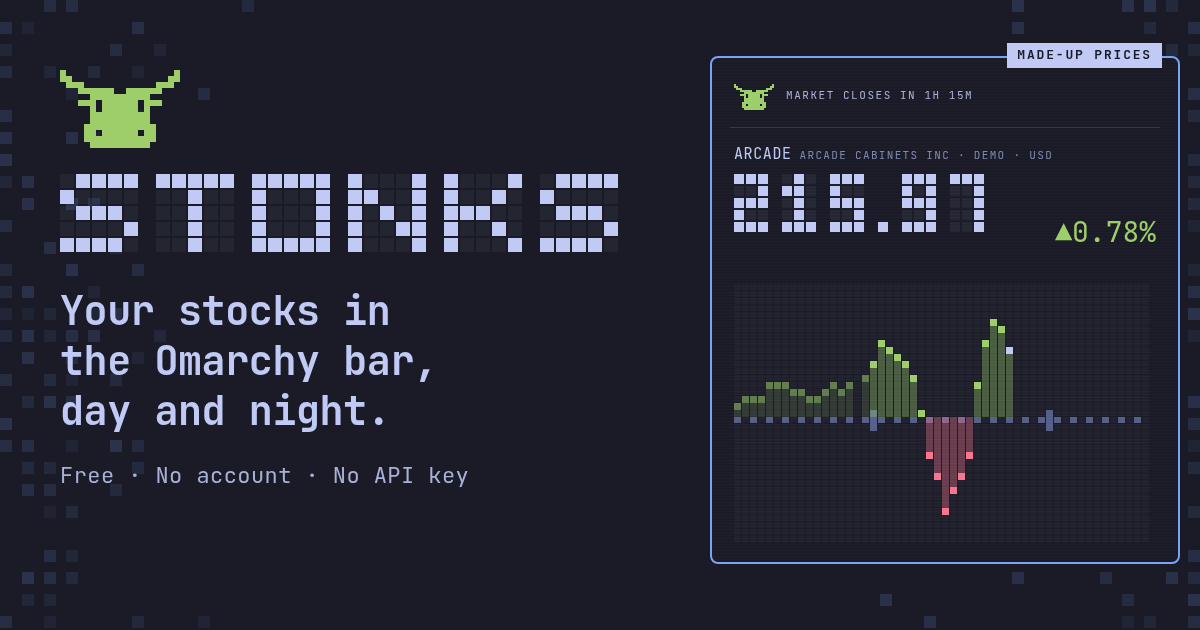 STONKS
Your stocks in
the Omarchy bar,
day and night.
Free · No account · No API key
MADE-UP PRICES
MARKET CLOSES IN 1H 15M
ARCADE ARCADE CABINETS INC · DEMO · USD
215.97
▲0.78%